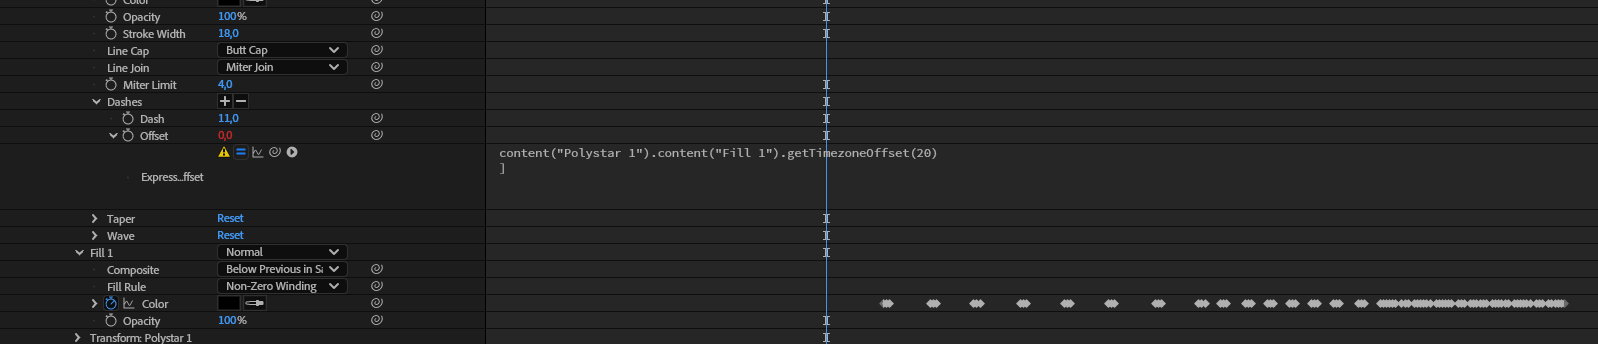 Color
Opacity 100%
Stroke Width 18,0
Line Cap Butt Cap
Line Join Miter Join
Miter Limit 4,0
Dashes + −
Dash 11,0
Offset 0,0
content("Polystar 1").content("Fill 1").getTimezoneOffset(20)
]
Express...ffset
Taper Reset
Wave Reset
Fill 1 Normal
Composite Below Previous in Sa
Fill Rule Non-Zero Winding
Color
Opacity 100%
Transform: Polystar 1